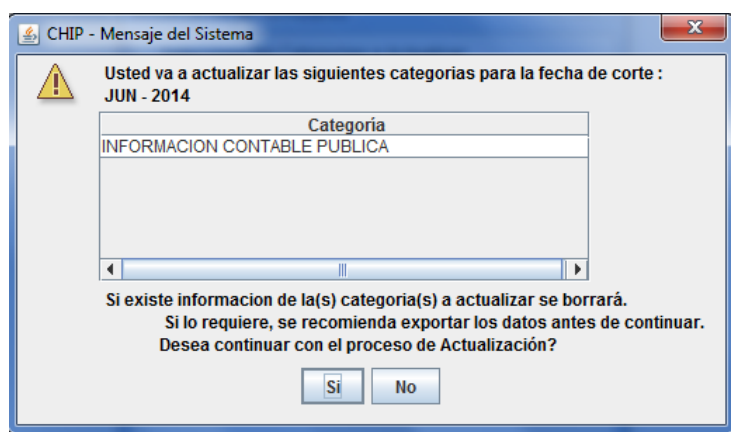 CHIP - Mensaje del Sistema
Usted va a actualizar las siguientes categorias para la fecha de corte :
JUN - 2014
Categoría
INFORMACION CONTABLE PUBLICA
Si existe informacion de la(s) categoria(s) a actualizar se borrará.
Si lo requiere, se recomienda exportar los datos antes de continuar.
Desea continuar con el proceso de Actualización?
Si No